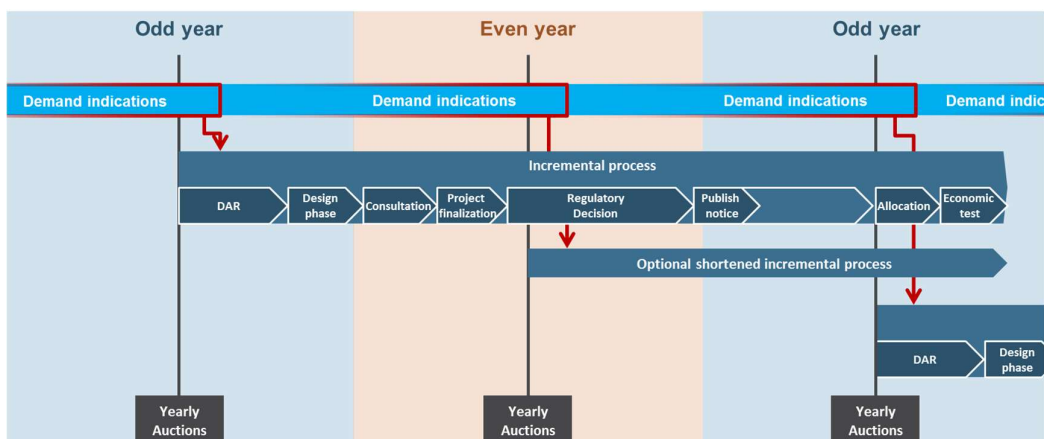 Odd year
Even year
Odd year
Demand indications
Demand indications
Demand indications
Demand indic
Incremental process
DAR
Design
phase
Consultation
Project
finalization
Regulatory
Decision
Publish
notice
Allocation
Economic
test
Optional shortened incremental process
DAR
Design
phase
Yearly
Auctions
Yearly
Auctions
Yearly
Auctions